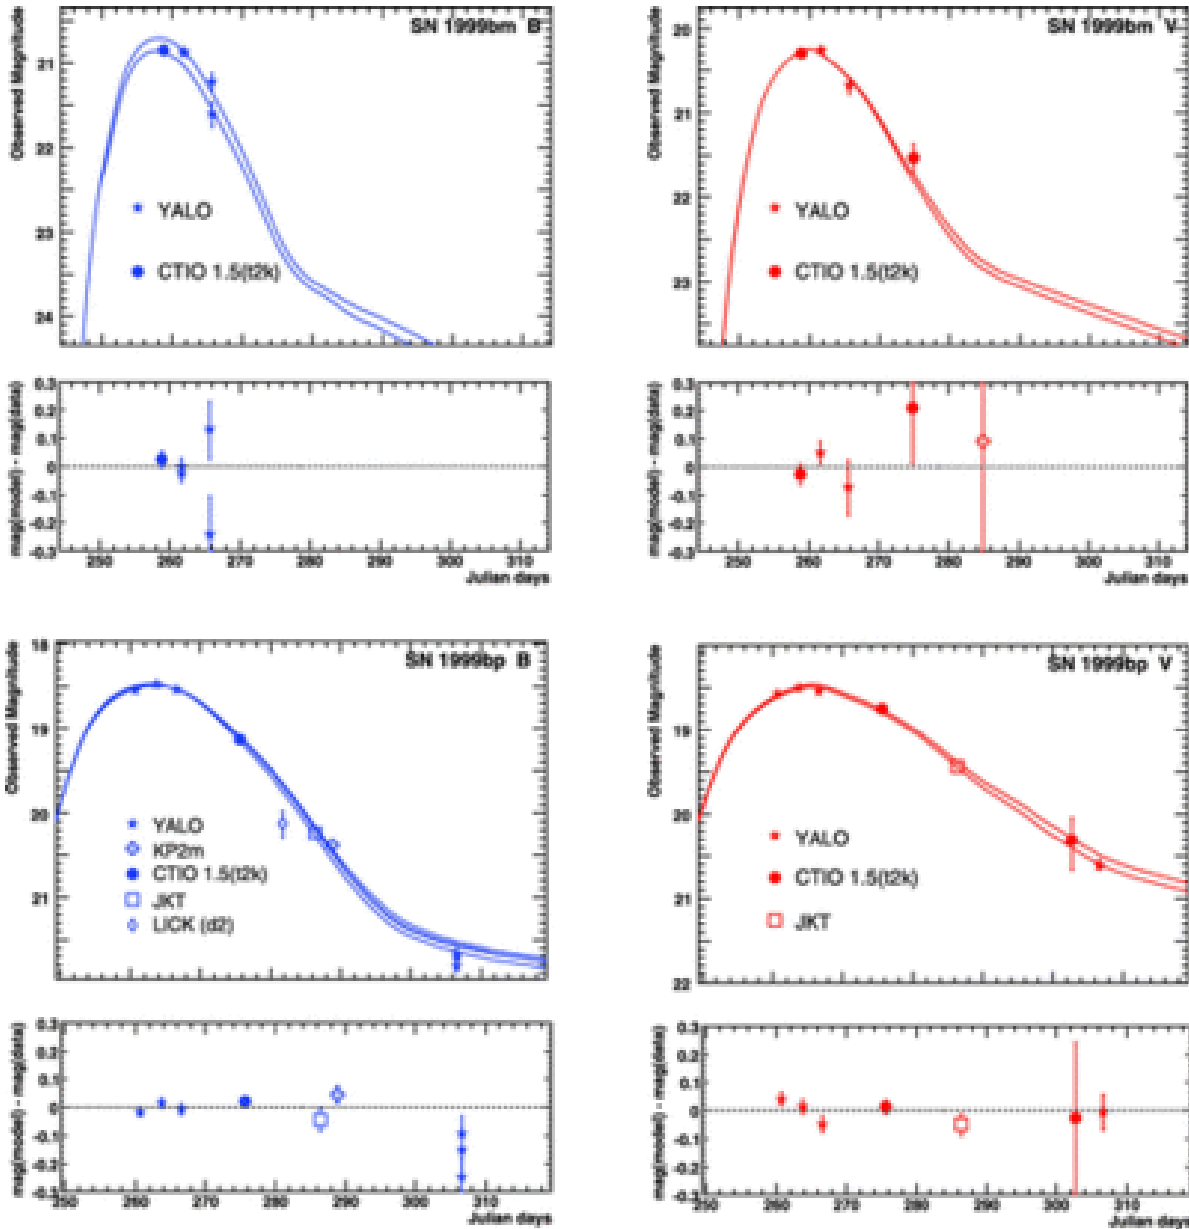 SN 1999bm B
Observed Magnitude
21
22
23
24
YALO
CTIO 1.5(t2k)
mag(model) - mag(data)
0.3
0.2
0.1
0
-0.1
-0.2
-0.3
250 260 270 280 290 300 310
Julian days
SN 1999bm V
Observed Magnitude
20
21
22
23
YALO
CTIO 1.5(t2k)
mag(model) - mag(data)
0.3
0.2
0.1
0
-0.1
-0.2
-0.3
250 260 270 280 290 300 310
Julian days
SN 1999bp B
Observed Magnitude
18
19
20
21
YALO
KP2m
CTIO 1.5(t2k)
JKT
LICK (d2)
mag(model) - mag(data)
0.3
0.2
0.1
0
-0.1
-0.2
-0.3
250 260 270 280 290 300 310
Julian days
SN 1999bp V
Observed Magnitude
19
20
21
22
YALO
CTIO 1.5(t2k)
JKT
mag(model) - mag(data)
0.3
0.2
0.1
0
-0.1
-0.2
-0.3
250 260 270 280 290 300 310
Julian days